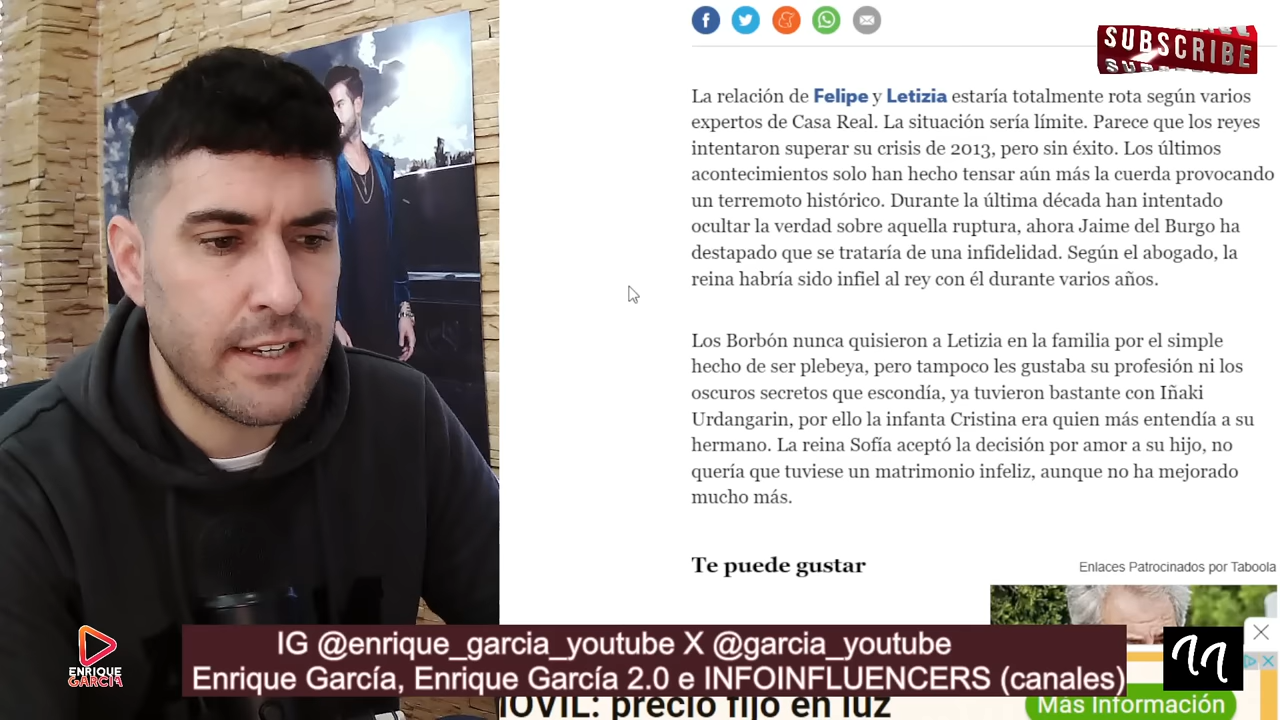 SUBSCRIBE
La relación de Felipe y Letizia estaría totalmente rota según varios
expertos de Casa Real. La situación sería límite. Parece que los reyes
intentaron superar su crisis de 2013, pero sin éxito. Los últimos
acontecimientos solo han hecho tensar aún más la cuerda provocando
un terremoto histórico. Durante la última década han intentado
ocultar la verdad sobre aquella ruptura, ahora Jaime del Burgo ha
destapado que se trataría de una infidelidad. Según el abogado, la
reina habría sido infiel al rey con él durante varios años.
Los Borbón nunca quisieron a Letizia en la familia por el simple
hecho de ser plebeya, pero tampoco les gustaba su profesión ni los
oscuros secretos que escondía, ya tuvieron bastante con Iñaki
Urdangarin, por ello la infanta Cristina era quien más entendía a su
hermano. La reina Sofía aceptó la decisión por amor a su hijo, no
quería que tuviese un matrimonio infeliz, aunque no ha mejorado
mucho más.
Te puede gustar
Enlaces Patrocinados por Taboola
IG @enrique_garcia_youtube X @garcia_youtube
Enrique García, Enrique García 2.0 e INFOINFLUENCERS (canales)
ENRIQUE
GARCÍA
MÓVIL: precio fijo en luz
Más Información